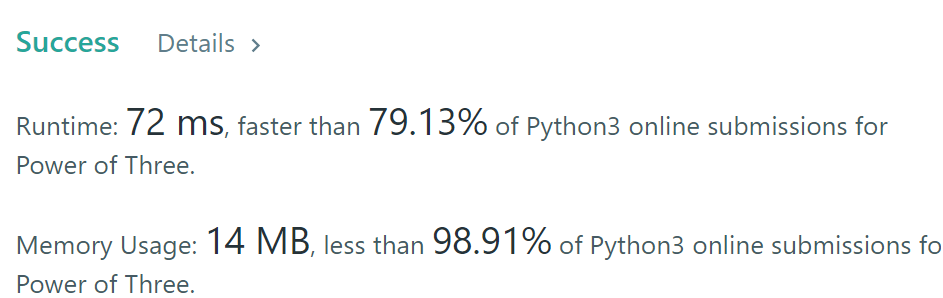 Success Details >
Runtime: 72 ms, faster than 79.13% of Python3 online submissions for
Power of Three.
Memory Usage: 14 MB, less than 98.91% of Python3 online submissions fo
Power of Three.